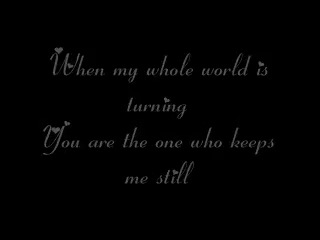 When my whole world is
turning
You are the one who keeps
me still